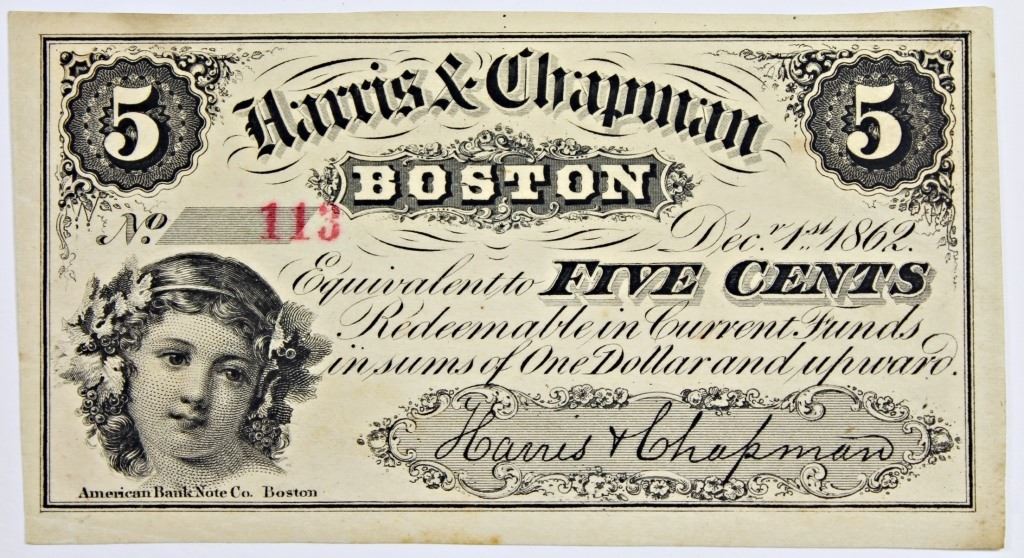 5 Harris & Chapman 5
BOSTON
No. 113
Decr. 1st. 1862.
Equivalent to FIVE CENTS
Redeemable in Current Funds
in sums of One Dollar and upward.
Harris & Chapman
American Bank Note Co. Boston